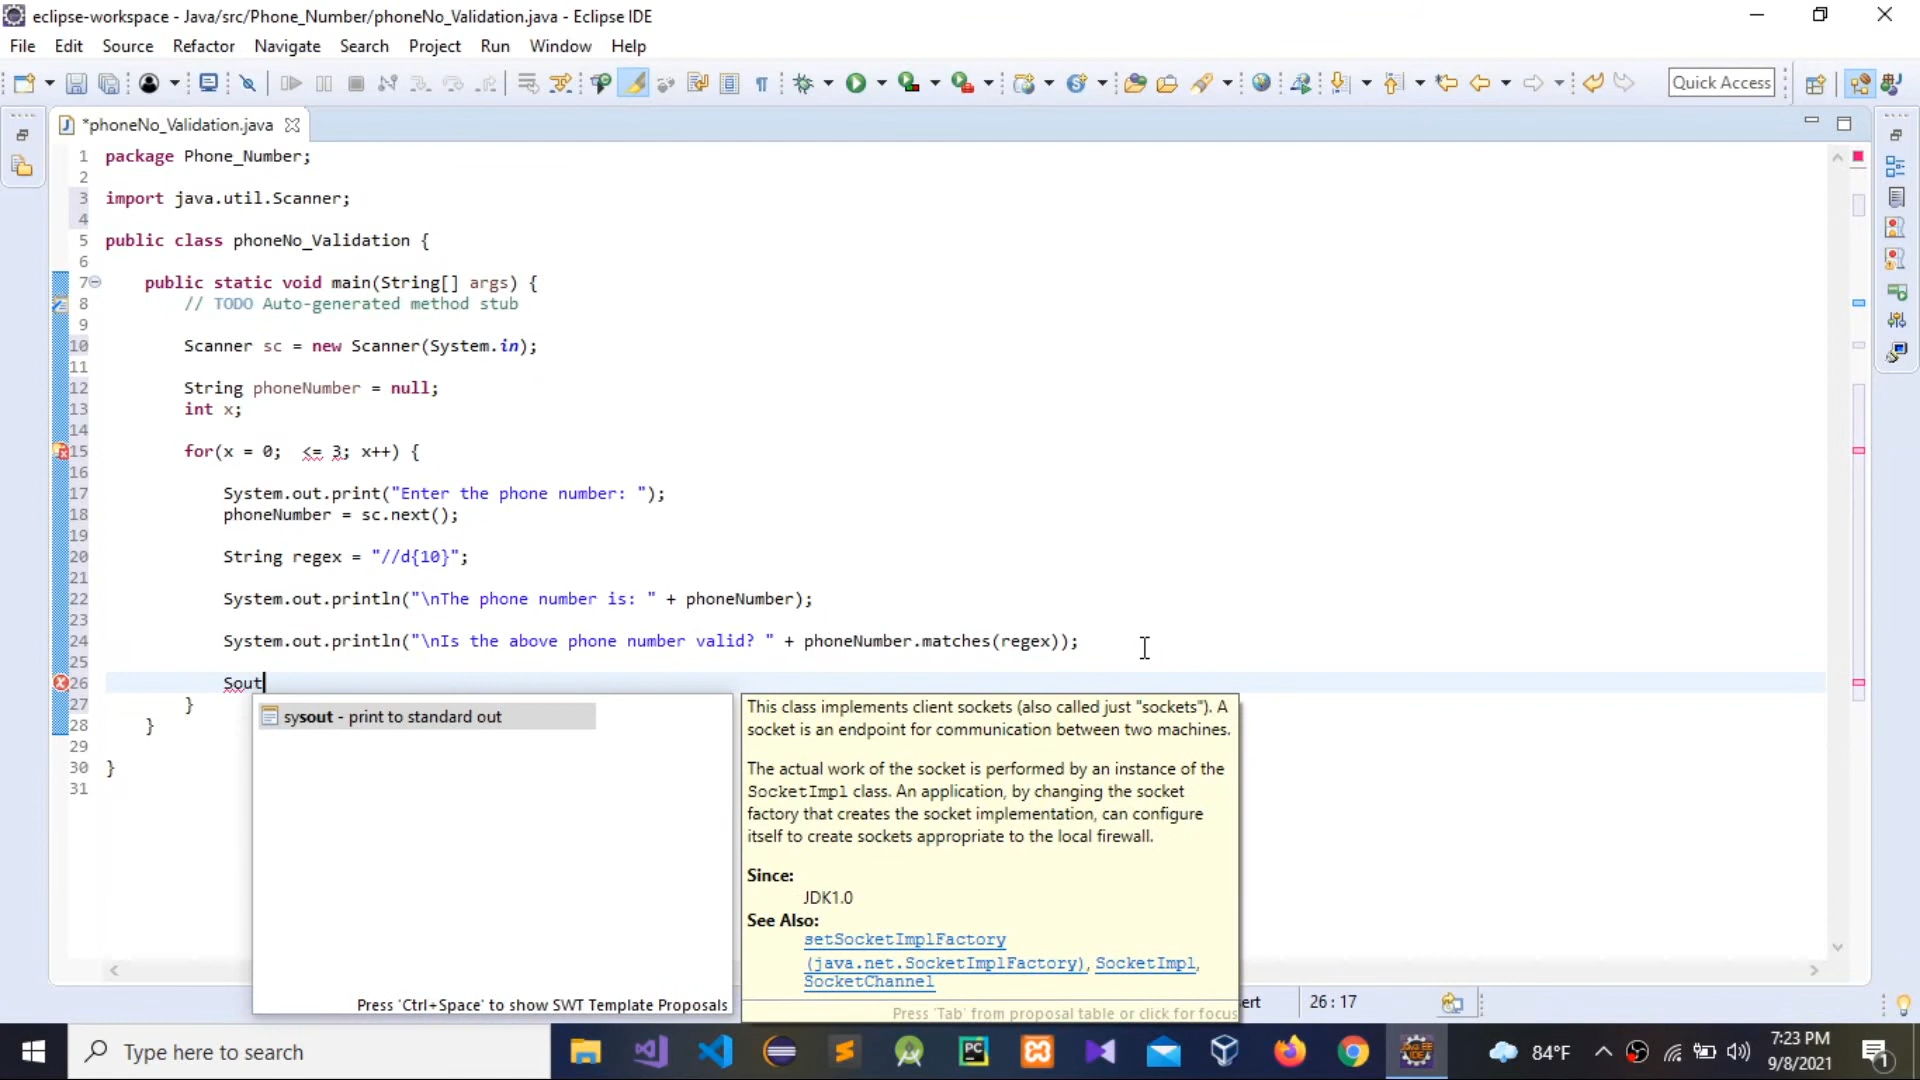 eclipse-workspace - Java/src/Phone_Number/phoneNo_Validation.java - Eclipse IDE
File Edit Source Refactor Navigate Search Project Run Window Help
Quick Access
*phoneNo_Validation.java
1 package Phone_Number;
2
3 import java.util.Scanner;
4
5 public class phoneNo_Validation {
6
7 public static void main(String[] args) {
8 // TODO Auto-generated method stub
9
10 Scanner sc = new Scanner(System.in);
11
12 String phoneNumber = null;
13 int x;
14
15 for(x = 0;  <= 3; x++) {
16
17 System.out.print("Enter the phone number: ");
18 phoneNumber = sc.next();
19
20 String regex = "//d{10}";
21
22 System.out.println("\nThe phone number is: " + phoneNumber);
23
24 System.out.println("\nIs the above phone number valid? " + phoneNumber.matches(regex));
25
26 Sout
27 }
28 }
29
30 }
31
sysout - print to standard out
Press 'Ctrl+Space' to show SWT Template Proposals
This class implements client sockets (also called just "sockets"). A
socket is an endpoint for communication between two machines.
The actual work of the socket is performed by an instance of the
SocketImpl class. An application, by changing the socket
factory that creates the socket implementation, can configure
itself to create sockets appropriate to the local firewall.
Since:
JDK1.0
See Also:
setSocketImplFactory
(java.net.SocketImplFactory), SocketImpl,
SocketChannel
Press 'Tab' from proposal table or click for focus
ert 26 : 17
Type here to search
84°F
7:23 PM
9/8/2021
1